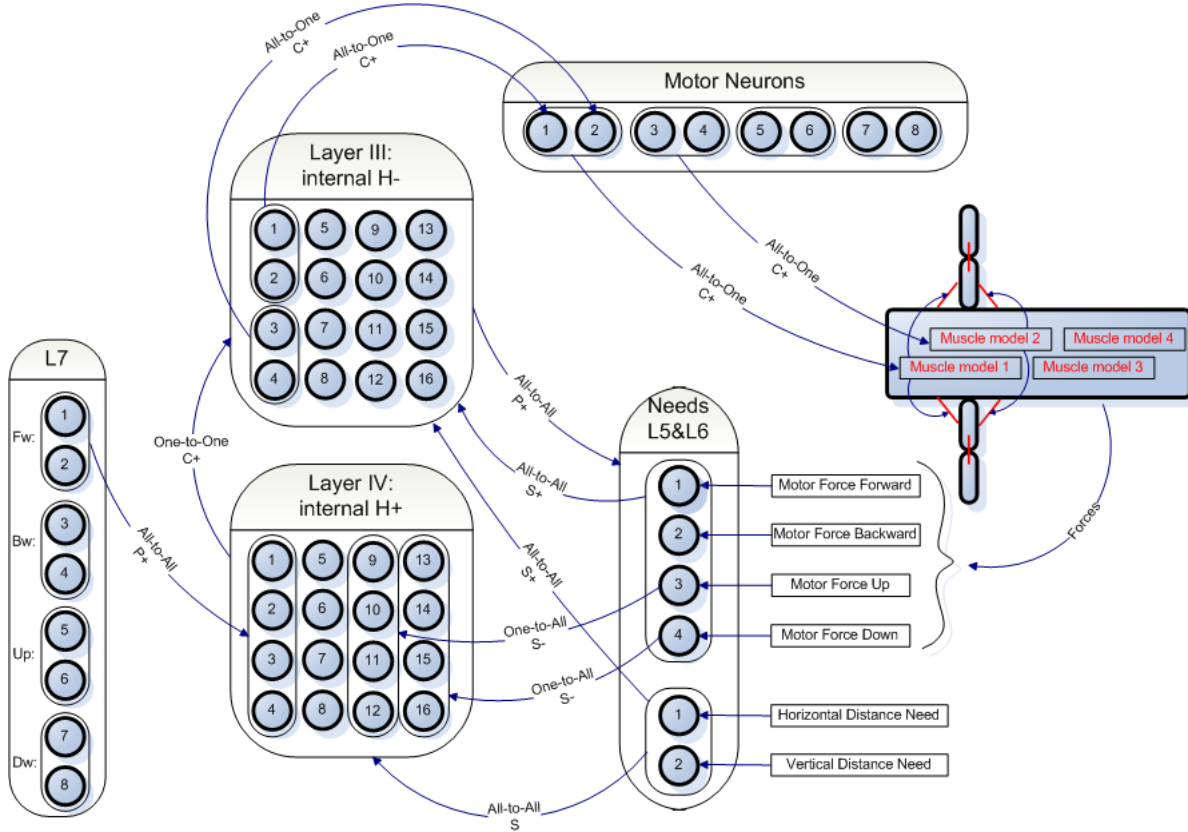 All-to-One
C+
All-to-One
C+
Motor Neurons
1 2 3 4 5 6 7 8
Layer III:
internal H-
1 5 9 13
2 6 10 14
3 7 11 15
4 8 12 16
All-to-One
C+
All-to-One
C+
Muscle model 2 Muscle model 4
Muscle model 1 Muscle model 3
L7
Fw:
1
2
Bw:
3
4
Up:
5
6
Dw:
7
8
All-to-All
P+
One-to-One
C+
All-to-All
P+
All-to-All
S+
All-to-All
S+
Layer IV:
internal H+
1 5 9 13
2 6 10 14
3 7 11 15
4 8 12 16
One-to-All
S-
One-to-All
S-
All-to-All
S
Needs
L5&L6
1 Motor Force Forward
2 Motor Force Backward
3 Motor Force Up
4 Motor Force Down
1 Horizontal Distance Need
2 Vertical Distance Need
Forces